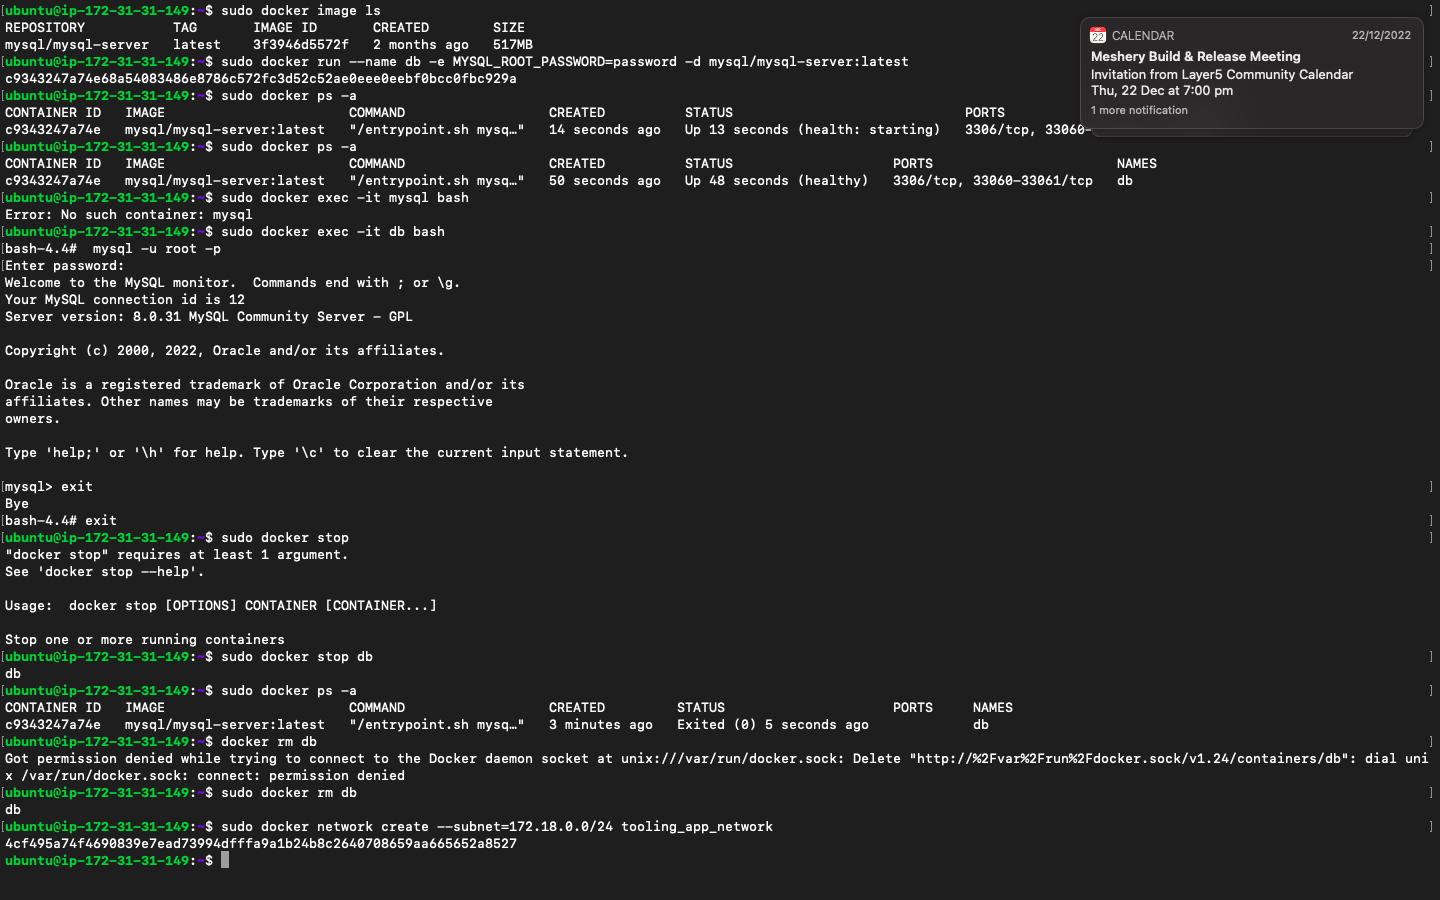 ubuntu@ip-172-31-31-149:~$ sudo docker image ls
REPOSITORY           TAG       IMAGE ID       CREATED        SIZE
mysql/mysql-server   latest    3f3946d5572f   2 months ago   517MB
ubuntu@ip-172-31-31-149:~$ sudo docker run --name db -e MYSQL_ROOT_PASSWORD=password -d mysql/mysql-server:latest
c9343247a74e68a54083486e8786c572fc3d52c52ae0eee0eebf0bcc0fbc929a
ubuntu@ip-172-31-31-149:~$ sudo docker ps -a
CONTAINER ID   IMAGE                       COMMAND                  CREATED          STATUS                             PORTS
c9343247a74e   mysql/mysql-server:latest   "/entrypoint.sh mysq…"   14 seconds ago   Up 13 seconds (health: starting)   3306/tcp, 33060-
CALENDAR 22/12/2022
22
Meshery Build & Release Meeting
Invitation from Layer5 Community Calendar
Thu, 22 Dec at 7:00 pm
1 more notification
ubuntu@ip-172-31-31-149:~$ sudo docker ps -a
CONTAINER ID   IMAGE                       COMMAND                  CREATED          STATUS                    PORTS                       NAMES
c9343247a74e   mysql/mysql-server:latest   "/entrypoint.sh mysq…"   50 seconds ago   Up 48 seconds (healthy)   3306/tcp, 33060-33061/tcp   db
ubuntu@ip-172-31-31-149:~$ sudo docker exec -it mysql bash
Error: No such container: mysql
ubuntu@ip-172-31-31-149:~$ sudo docker exec -it db bash
bash-4.4#  mysql -u root -p
Enter password:
Welcome to the MySQL monitor.  Commands end with ; or \g.
Your MySQL connection id is 12
Server version: 8.0.31 MySQL Community Server - GPL
Copyright (c) 2000, 2022, Oracle and/or its affiliates.
Oracle is a registered trademark of Oracle Corporation and/or its
affiliates. Other names may be trademarks of their respective
owners.
Type 'help;' or '\h' for help. Type '\c' to clear the current input statement.
mysql> exit
Bye
bash-4.4# exit
ubuntu@ip-172-31-31-149:~$ sudo docker stop
"docker stop" requires at least 1 argument.
See 'docker stop --help'.
Usage:  docker stop [OPTIONS] CONTAINER [CONTAINER...]
Stop one or more running containers
ubuntu@ip-172-31-31-149:~$ sudo docker stop db
db
ubuntu@ip-172-31-31-149:~$ sudo docker ps -a
CONTAINER ID   IMAGE                       COMMAND                  CREATED         STATUS                     PORTS     NAMES
c9343247a74e   mysql/mysql-server:latest   "/entrypoint.sh mysq…"   3 minutes ago   Exited (0) 5 seconds ago             db
ubuntu@ip-172-31-31-149:~$ docker rm db
Got permission denied while trying to connect to the Docker daemon socket at unix:///var/run/docker.sock: Delete "http://%2Fvar%2Frun%2Fdocker.sock/v1.24/containers/db": dial uni
x /var/run/docker.sock: connect: permission denied
ubuntu@ip-172-31-31-149:~$ sudo docker rm db
db
ubuntu@ip-172-31-31-149:~$ sudo docker network create --subnet=172.18.0.0/24 tooling_app_network
4cf495a74f4690839e7ead73994dfffa9a1b24b8c2640708659aa665652a8527
ubuntu@ip-172-31-31-149:~$